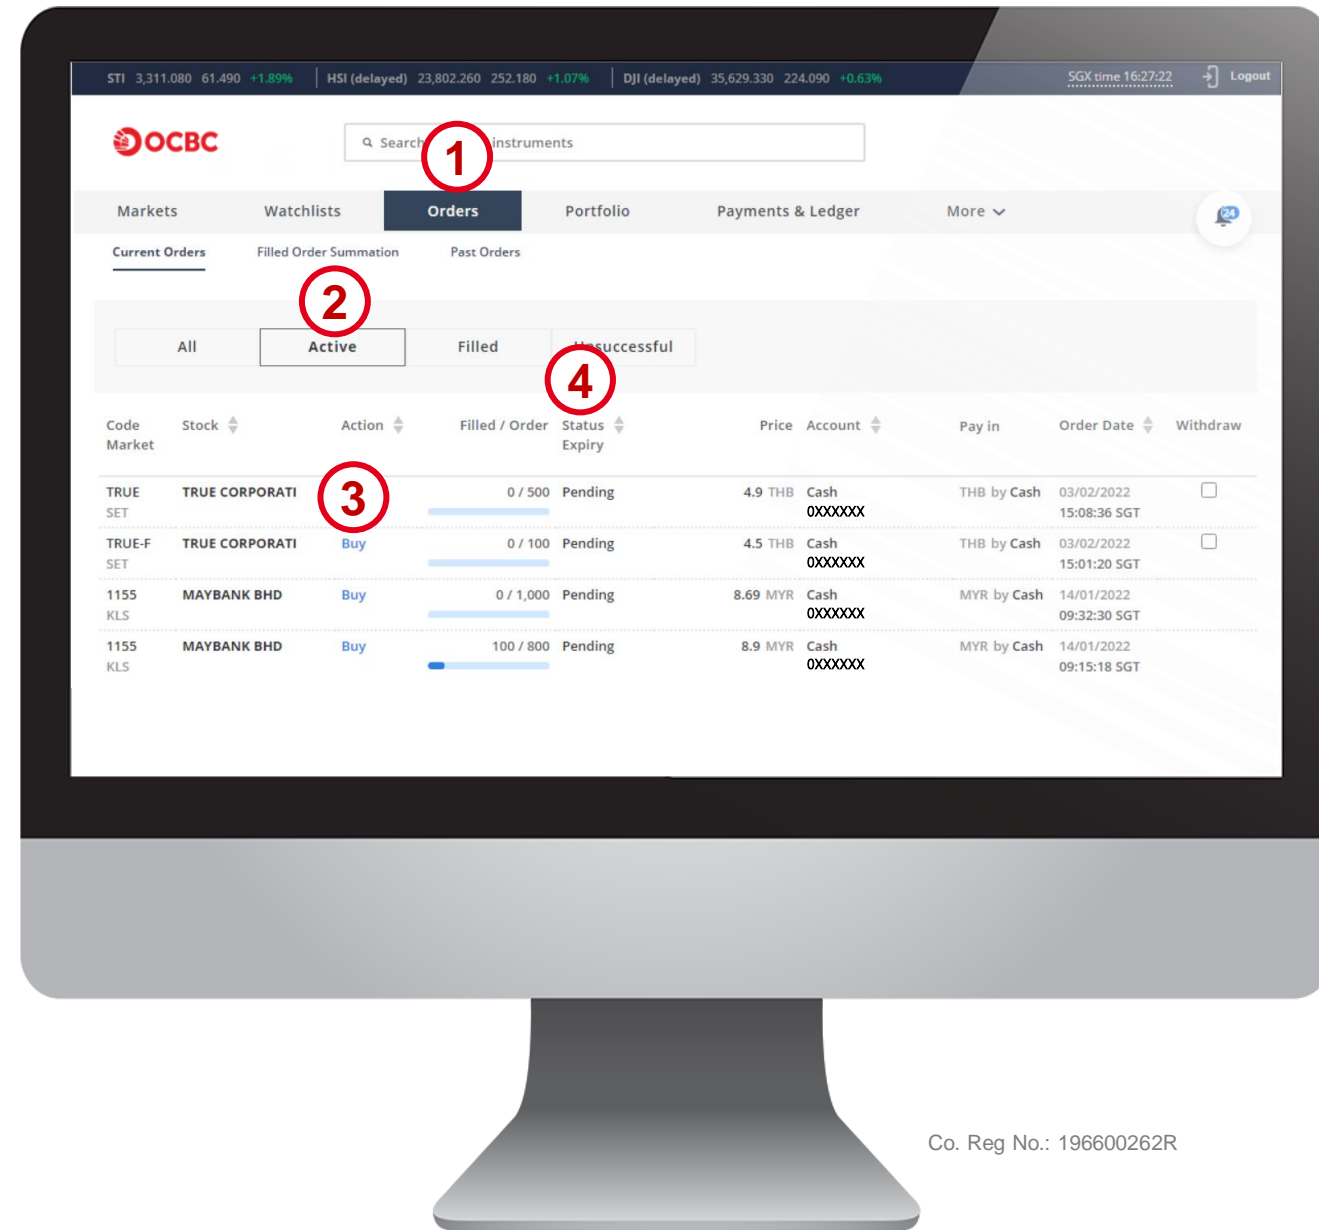 STI 3,311.080 61.490 +1.89% HSI (delayed) 23,802.260 252.180 +1.07% DJI (delayed) 35,629.330 224.090 +0.63% SGX time 16:27:22 Logout
OCBC Search instruments
1
Markets Watchlists Orders Portfolio Payments & Ledger More 24
Current Orders Filled Order Summation Past Orders
2
All Active Filled Unsuccessful
4
Code Stock Action Filled / Order Status Price Account Pay in Order Date Withdraw
Market Expiry
TRUE TRUE CORPORATI 3 0 / 500 Pending 4.9 THB Cash THB by Cash 03/02/2022
SET 0XXXXXX 15:08:36 SGT
TRUE-F TRUE CORPORATI Buy 0 / 100 Pending 4.5 THB Cash THB by Cash 03/02/2022
SET 0XXXXXX 15:01:20 SGT
1155 MAYBANK BHD Buy 0 / 1,000 Pending 8.69 MYR Cash MYR by Cash 14/01/2022
KLS 0XXXXXX 09:32:30 SGT
1155 MAYBANK BHD Buy 100 / 800 Pending 8.9 MYR Cash MYR by Cash 14/01/2022
KLS 0XXXXXX 09:15:18 SGT
Co. Reg No.: 196600262R